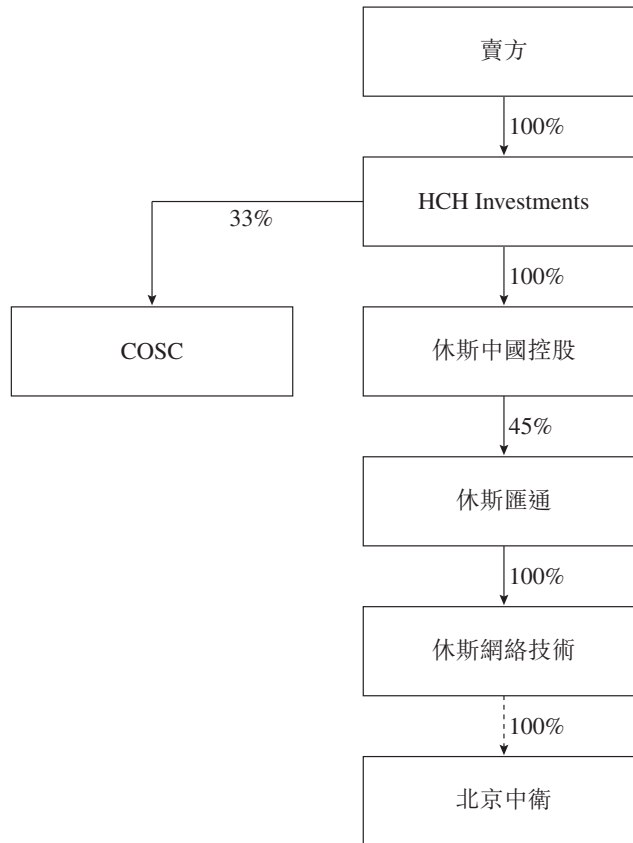 賣方
100%
HCH Investments
33%
100%
COSC
休斯中國控股
45%
休斯匯通
100%
休斯網絡技術
100%
北京中衛